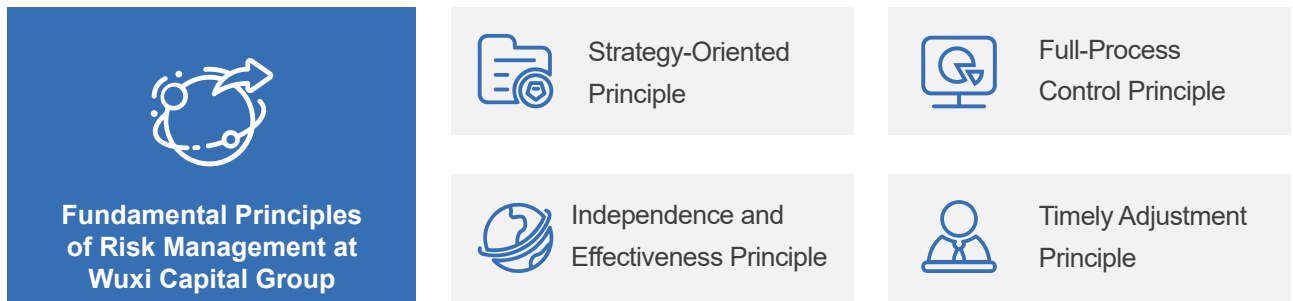 Fundamental Principles
of Risk Management at
Wuxi Capital Group
Strategy-Oriented
Principle
Full-Process
Control Principle
Independence and
Effectiveness Principle
Timely Adjustment
Principle